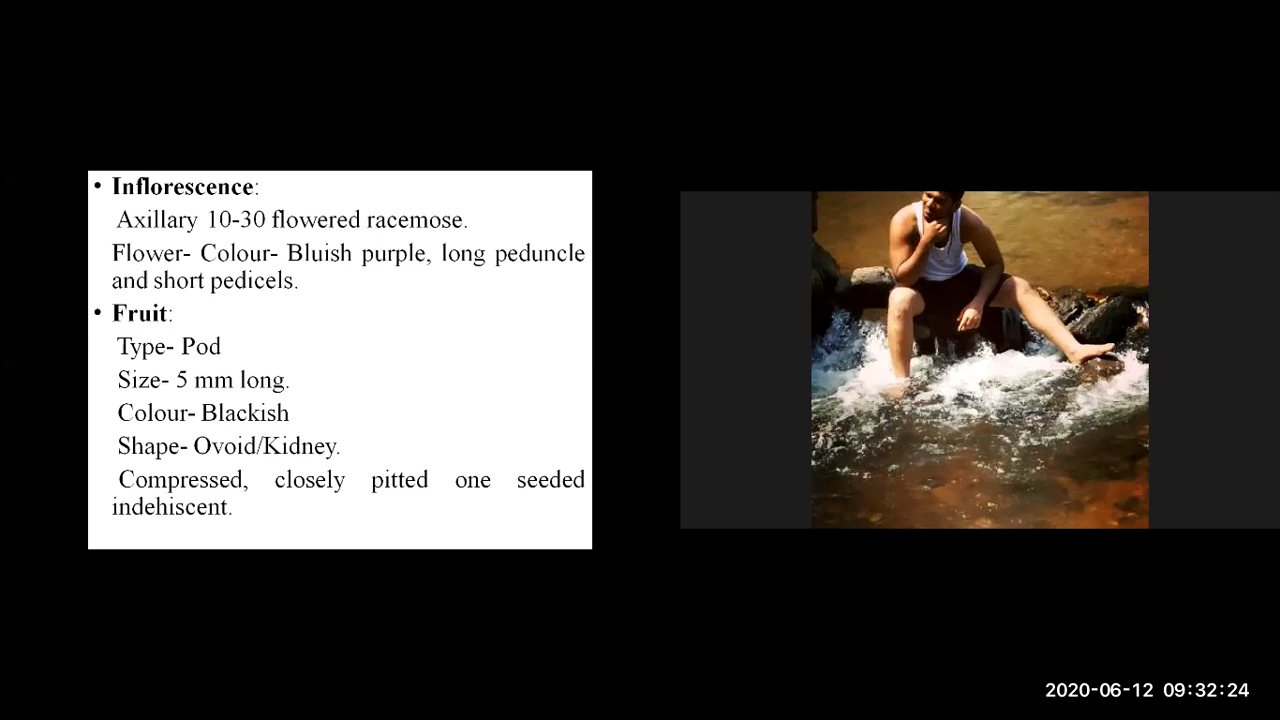 • Inflorescence:
Axillary 10-30 flowered racemose.
Flower- Colour- Bluish purple, long peduncle
and short pedicels.
• Fruit:
Type- Pod
Size- 5 mm long.
Colour- Blackish
Shape- Ovoid/Kidney.
Compressed, closely pitted one seeded
indehiscent.
2020-06-12 09:32:24